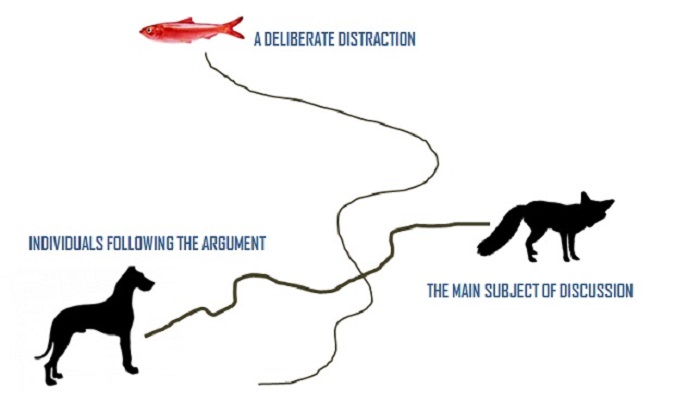 A DELIBERATE DISTRACTION
INDIVIDUALS FOLLOWING THE ARGUMENT
THE MAIN SUBJECT OF DISCUSSION